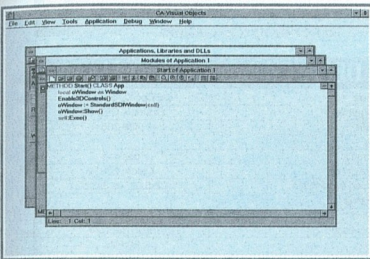 CA-Visual Objects
File Edit View Tools Application Debug Window Help
Applications, Libraries and DLLs
Modules of Application 1
Start of Application 1
METHOD Start() CLASS App
local oWindow as Window
Enable3DControls()
oWindow := StandardSDIWindow{self}
oWindow:Show()
self:Exec()
Line: 1 Col: 1